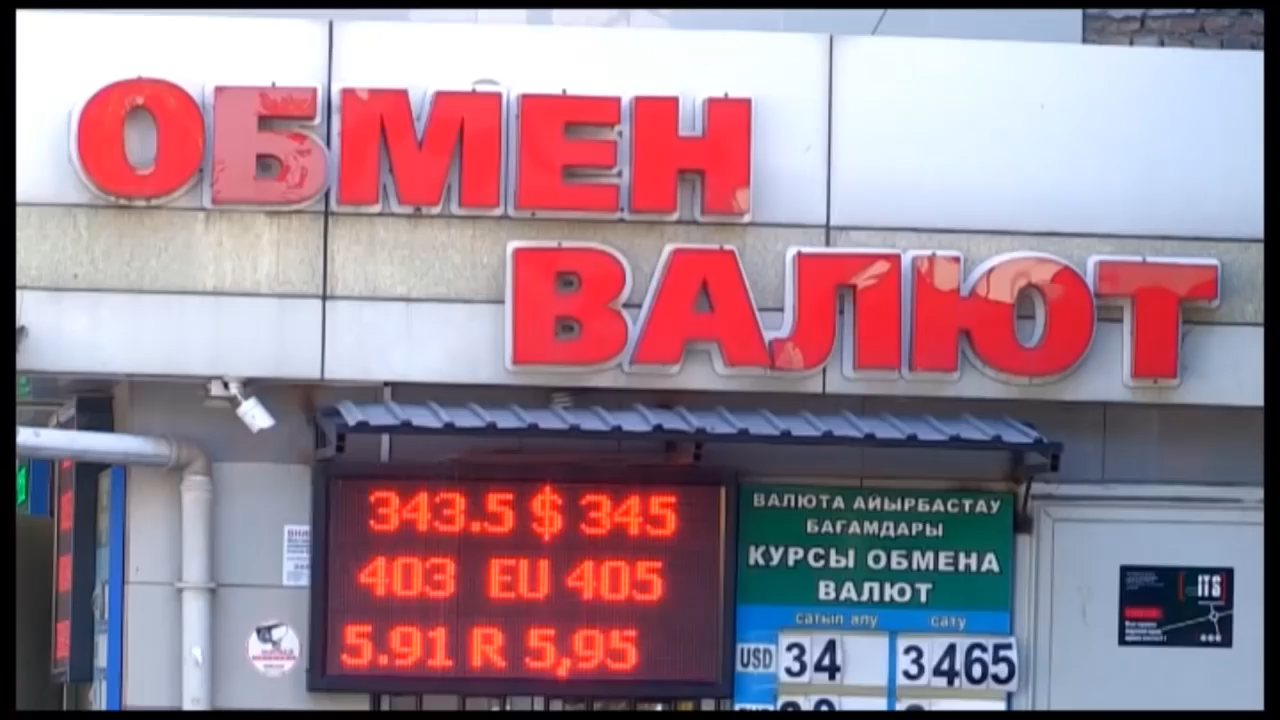 ОБМЕН
ВАЛЮТ
343.5 $ 345
403 EU 405
5.91 R 5,95
ВАЛЮТА АЙЫРБАСТАУ
БАҒАМДАРЫ
КУРСЫ ОБМЕНА
ВАЛЮТ
сатып алу сату
USD 34 3465
ITS